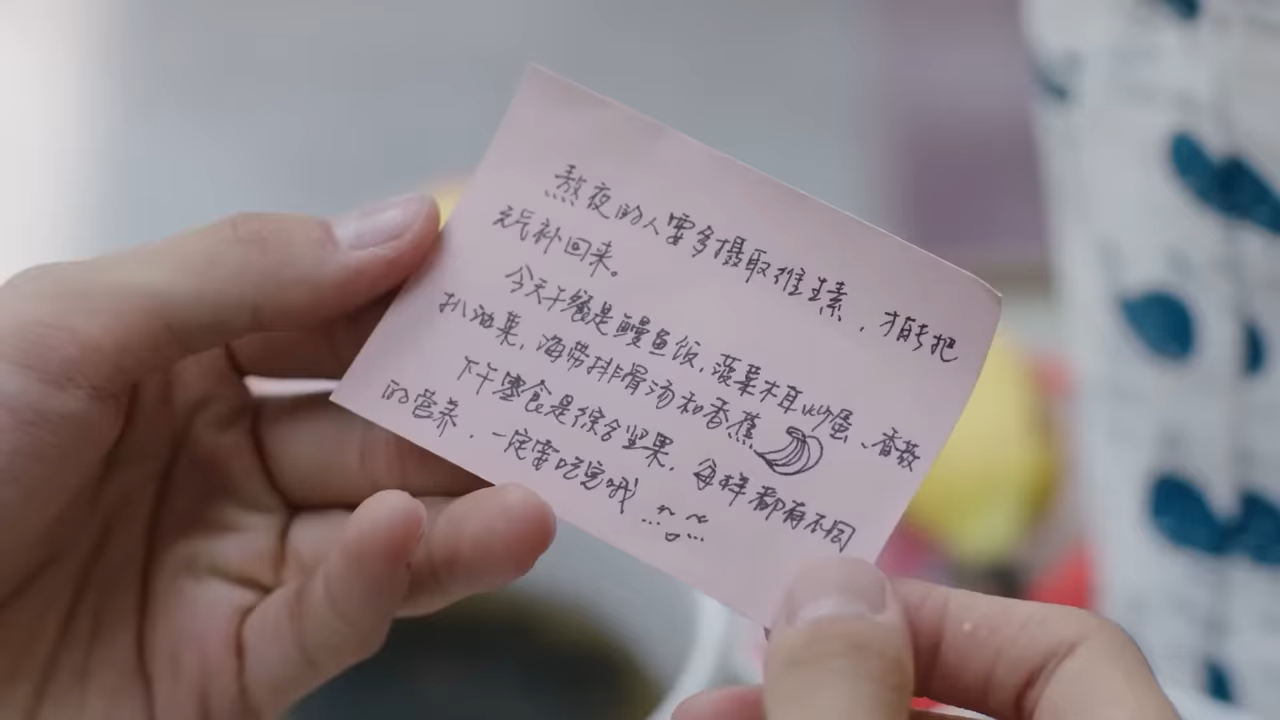 熬夜的人要多摄取维素，才能把
元气补回来。
今天午餐是鳗鱼饭，菠菜木耳炒蛋、香菇
扒油菜，海带排骨汤和香蕉
下午零食是综合坚果，每样都有不同
的营养，一定要吃完哦